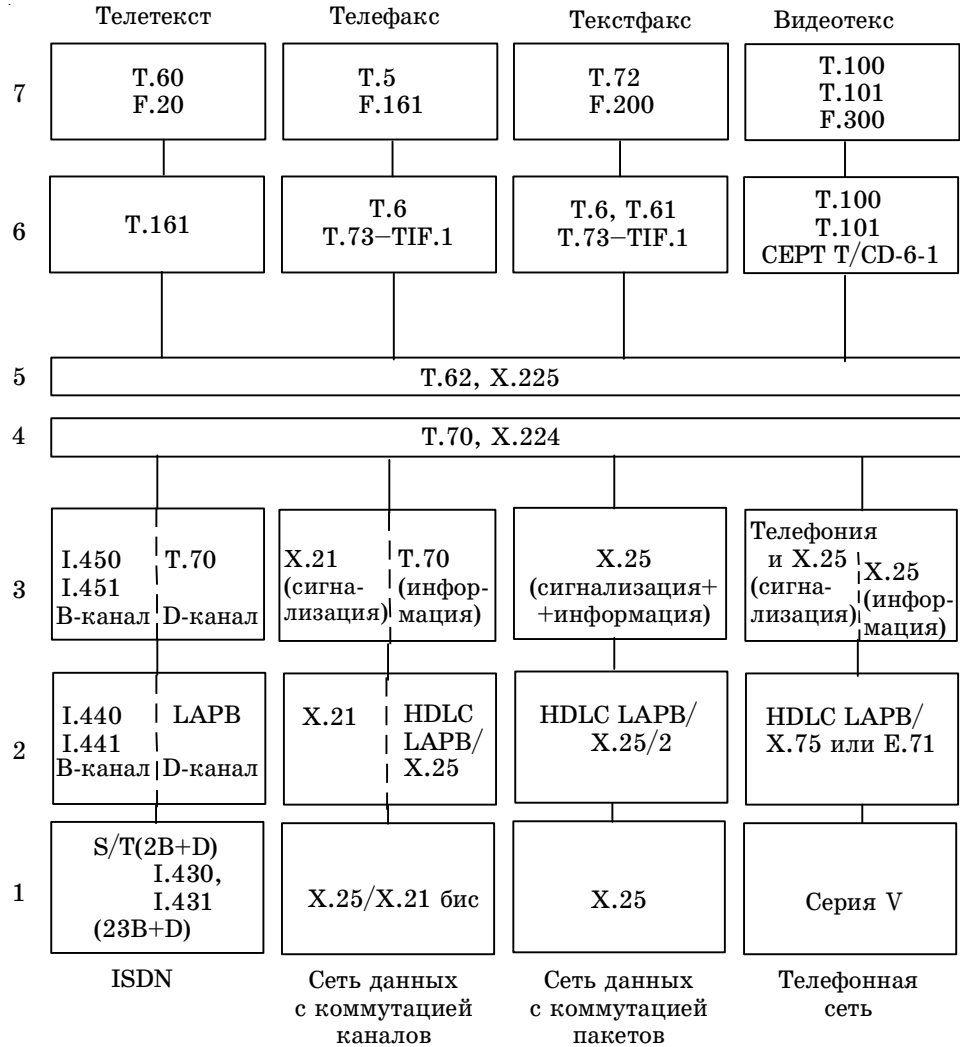 Телетекст
Телефакс
Текстфакс
Видеотекс
7
T.60
F.20
T.5
F.161
T.72
F.200
T.100
T.101
F.300
6
T.161
T.6
T.73–TIF.1
T.6, T.61
T.73–TIF.1
T.100
T.101
CEPT T/CD-6-1
5
T.62, X.225
4
T.70, X.224
3
I.450
I.451
B-канал
T.70
D-канал
X.21
(сигна-
лизация)
T.70
(инфор-
мация)
X.25
(сигнализация+
+информация)
Телефония
и X.25
(сигна-
лизация)
X.25
(инфор-
мация)
2
I.440
I.441
B-канал
LAPB
D-канал
X.21
HDLC
LAPB/
X.25
HDLC LAPB/
X.25/2
HDLC LAPB/
X.75 или E.71
1
S/T(2B+D)
I.430,
I.431
(23B+D)
X.25/X.21 бис
X.25
Серия V
ISDN
Сеть данных
с коммутацией
каналов
Сеть данных
с коммутацией
пакетов
Телефонная
сеть